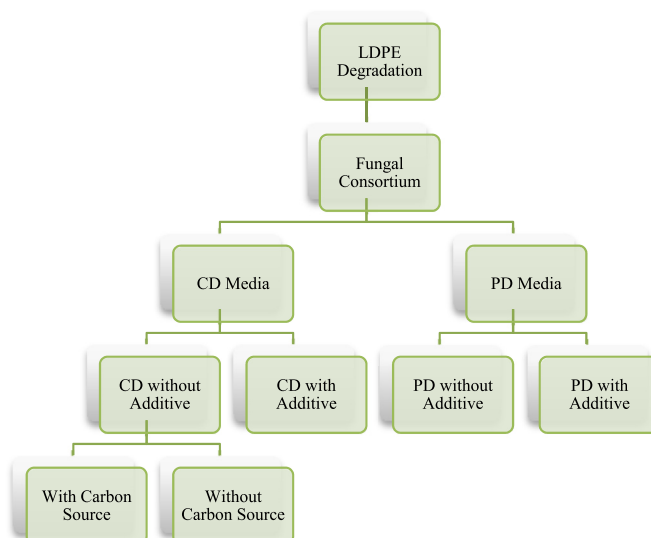 LDPE
Degradation
Fungal
Consortium
CD Media
PD Media
CD without
Additive
CD with
Additive
PD without
Additive
PD with
Additive
With Carbon
Source
Without
Carbon Source